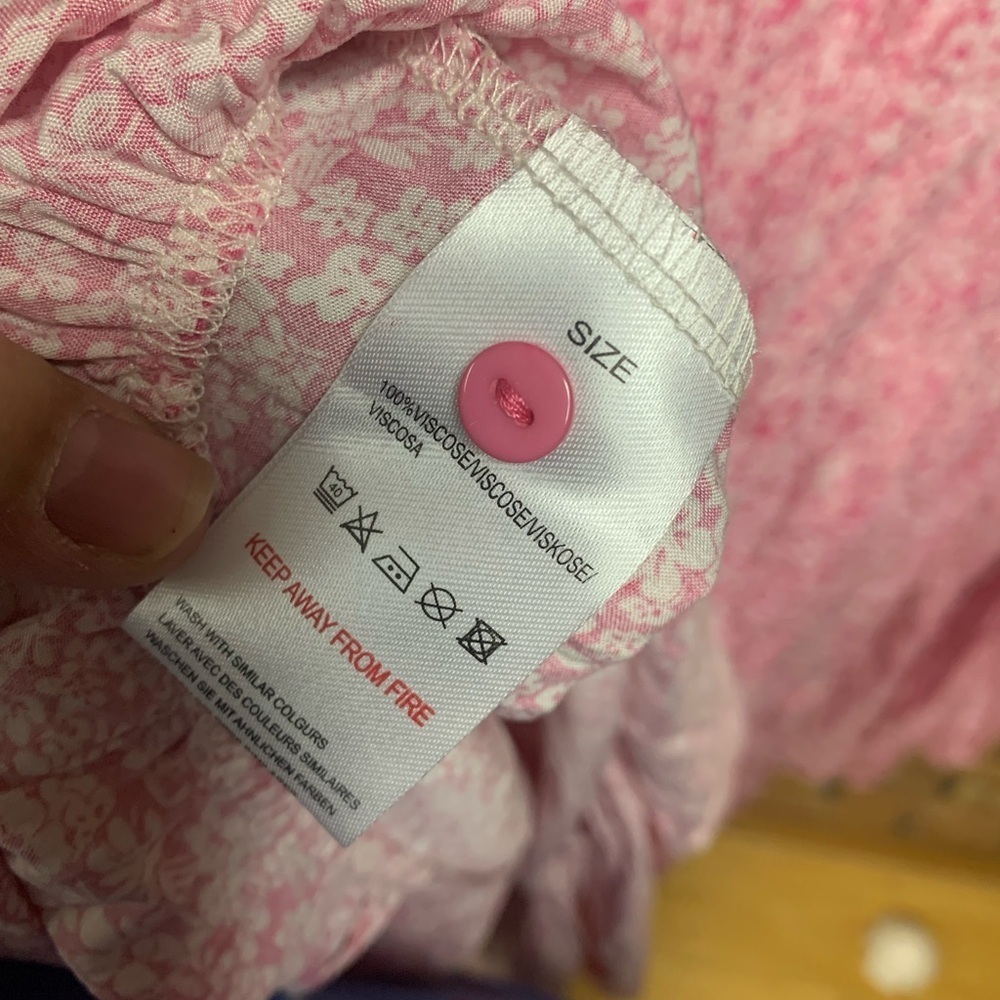 SIZE
100%VISCOSE/VISCOSE/VISKOSE/
VISCOSA
40
KEEP AWAY FROM FIRE
WASH WITH SIMILAR COLGURS
LAVER AVEC DES COULEURS SIMILAIRES
WASCHEN SIE MIT AHNLICHEN FARBEN